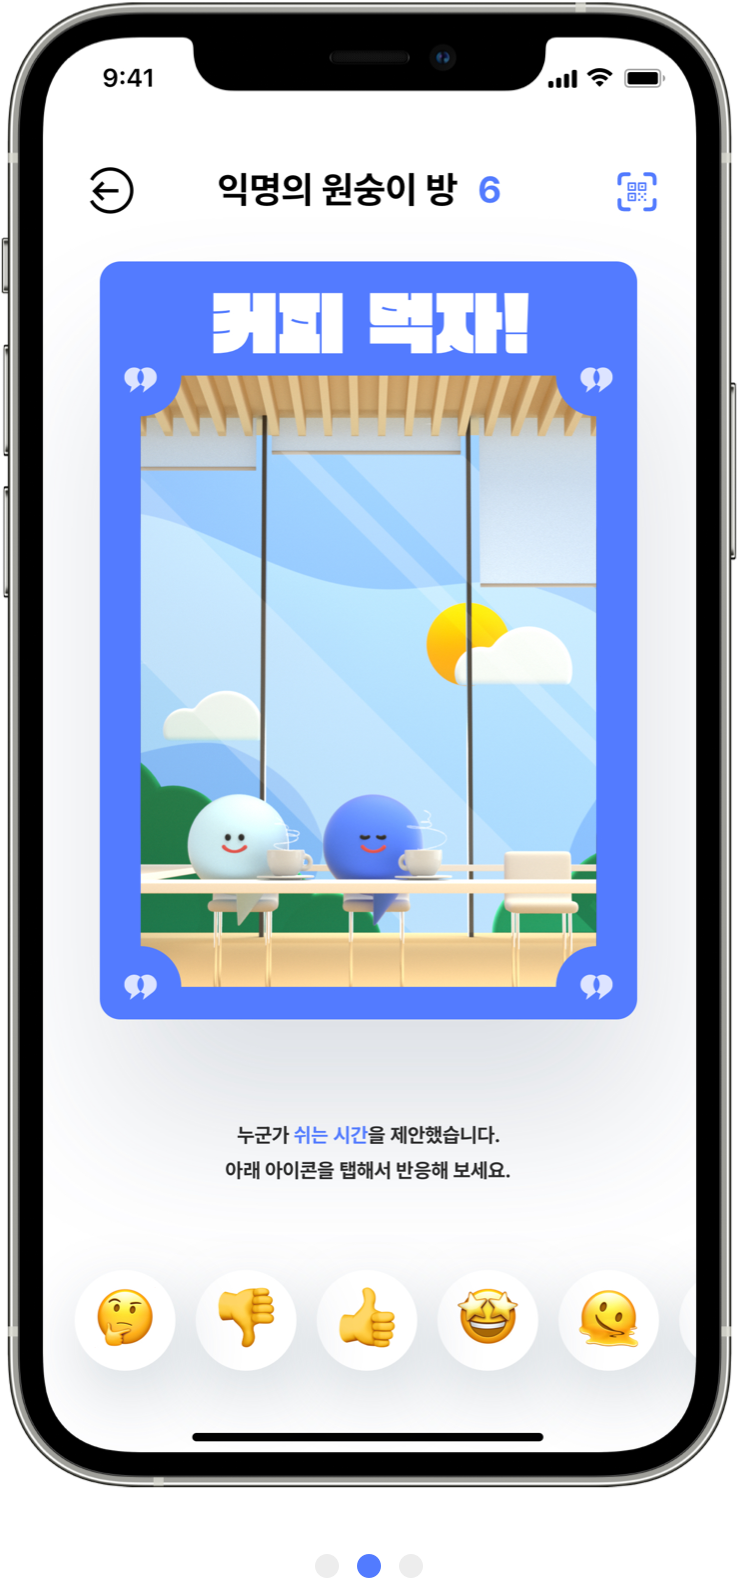 9:41
익명의 원숭이 방 6
커피 먹자!
누군가 쉬는 시간을 제안했습니다.
아래 아이콘을 탭해서 반응해 보세요.